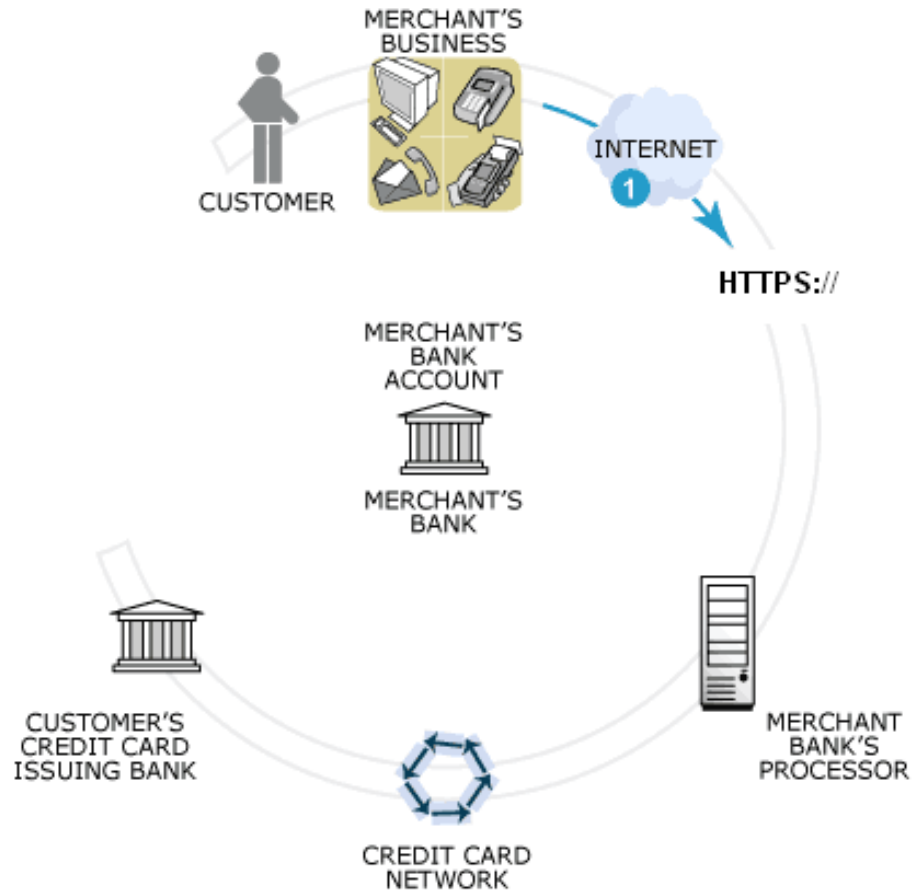 MERCHANT'S
BUSINESS
CUSTOMER
INTERNET
1
HTTPS://
MERCHANT'S
BANK
ACCOUNT
MERCHANT'S
BANK
CUSTOMER'S
CREDIT CARD
ISSUING BANK
MERCHANT
BANK'S
PROCESSOR
CREDIT CARD
NETWORK